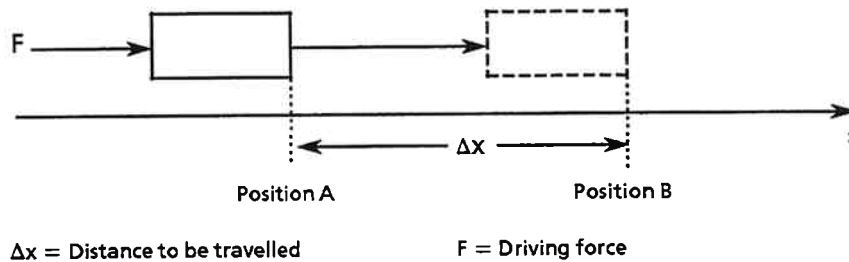 F
Δx
Position A Position B
Δx = Distance to be travelled F = Driving force